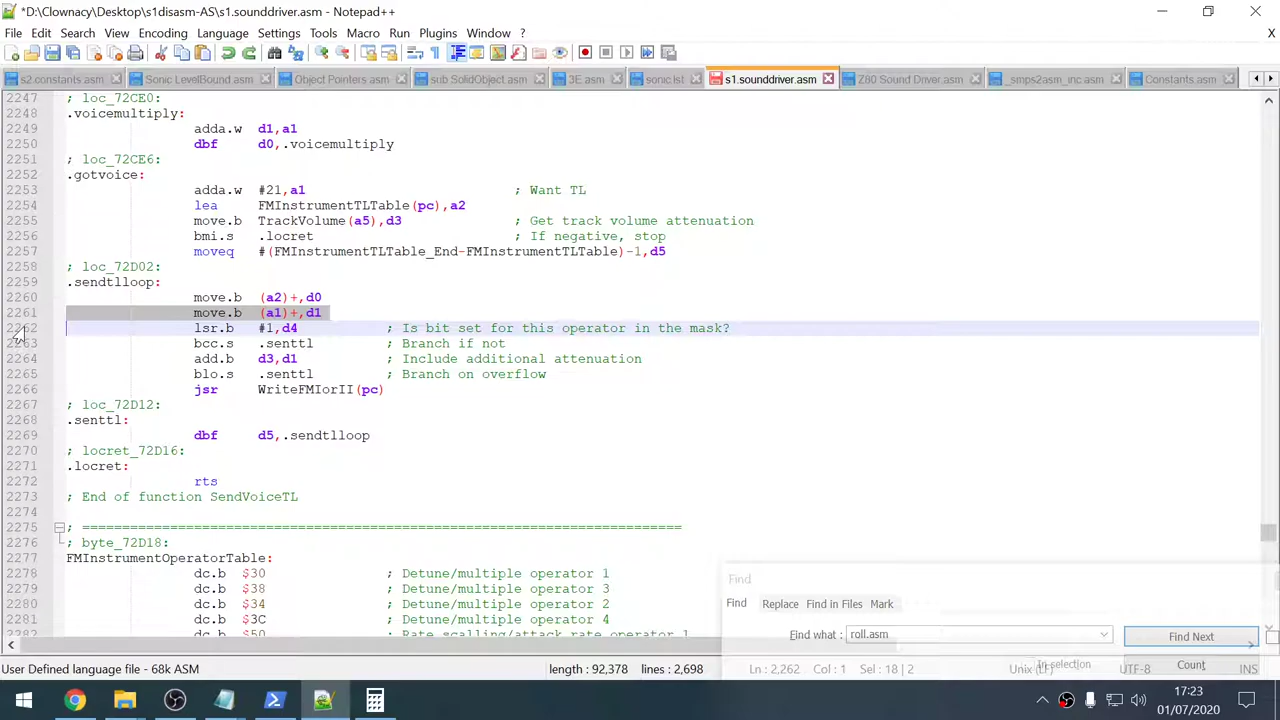 *D:\Clownacy\Desktop\s1disasm-AS\s1.sounddriver.asm - Notepad++
File Edit Search View Encoding Language Settings Tools Macro Run Plugins Window ?
X
s2.constants.asm Sonic LevelBound.asm Object Pointers.asm sub SolidObject.asm 3E.asm sonic.lst s1.sounddriver.asm Z80 Sound Driver.asm _smps2asm_inc.asm Constants.asm
2247 ; loc_72CE0:
2248 .voicemultiply:
2249 adda.w d1,a1
2250 dbf d0,.voicemultiply
2251 ; loc_72CE6:
2252 .gotvoice:
2253 adda.w #21,a1 ; Want TL
2254 lea FMInstrumentTLTable(pc),a2
2255 move.b TrackVolume(a5),d3 ; Get track volume attenuation
2256 bmi.s .locret ; If negative, stop
2257 moveq #(FMInstrumentTLTable_End-FMInstrumentTLTable)-1,d5
2258 ; loc_72D02:
2259 .sendtlloop:
2260 move.b (a2)+,d0
2261 move.b (a1)+,d1
2262 lsr.b #1,d4 ; Is bit set for this operator in the mask?
2263 bcc.s .senttl ; Branch if not
2264 add.b d3,d1 ; Include additional attenuation
2265 blo.s .senttl ; Branch on overflow
2266 jsr WriteFMIorII(pc)
2267 ; loc_72D12:
2268 .senttl:
2269 dbf d5,.sendtlloop
2270 ; locret_72D16:
2271 .locret:
2272 rts
2273 ; End of function SendVoiceTL
2274
2275 ; ===========================================================================
2276 ; byte_72D18:
2277 FMInstrumentOperatorTable:
2278 dc.b $30 ; Detune/multiple operator 1
2279 dc.b $38 ; Detune/multiple operator 3
2280 dc.b $34 ; Detune/multiple operator 2
2281 dc.b $3C ; Detune/multiple operator 4
2282 dc.b $50 ; Rate scalling/attack rate operator 1
Find
Find Replace Find in Files Mark
Find what : roll.asm Find Next
In selection Count
User Defined language file - 68k ASM length : 92,378 lines : 2,698 Ln : 2,262 Col : 1 Sel : 18 | 2 Unix (LF) UTF-8 INS
17:23
01/07/2020